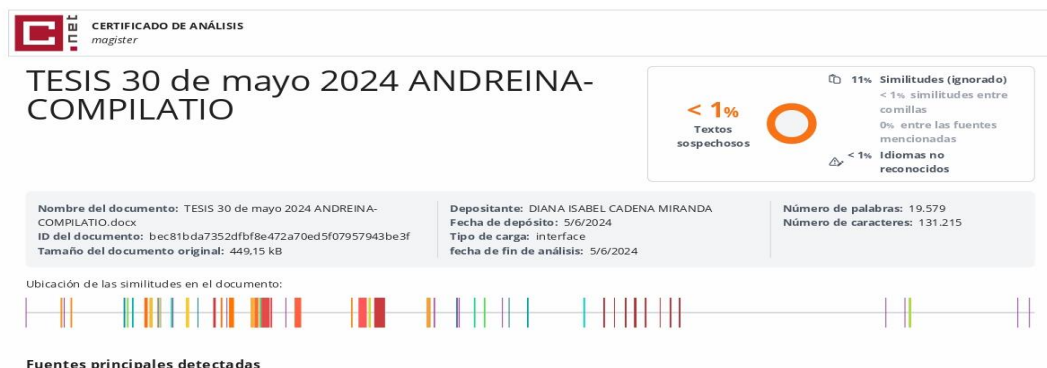 .net
CERTIFICADO DE ANÁLISIS
magister
TESIS 30 de mayo 2024 ANDREINA-
COMPILATIO
< 1%
Textos
sospechosos
11% Similitudes (ignorado)
< 1% similitudes entre
comillas
0% entre las fuentes
mencionadas
< 1% Idiomas no
reconocidos
Nombre del documento: TESIS 30 de mayo 2024 ANDREINA-
COMPILATIO.docx
ID del documento: bec81bda7352dfbf8e472a70ed5f07957943be3f
Tamaño del documento original: 449,15 kB
Depositante: DIANA ISABEL CADENA MIRANDA
Fecha de depósito: 5/6/2024
Tipo de carga: interface
fecha de fin de análisis: 5/6/2024
Número de palabras: 19.579
Número de caracteres: 131.215
Ubicación de las similitudes en el documento:
Fuentes principales detectadas